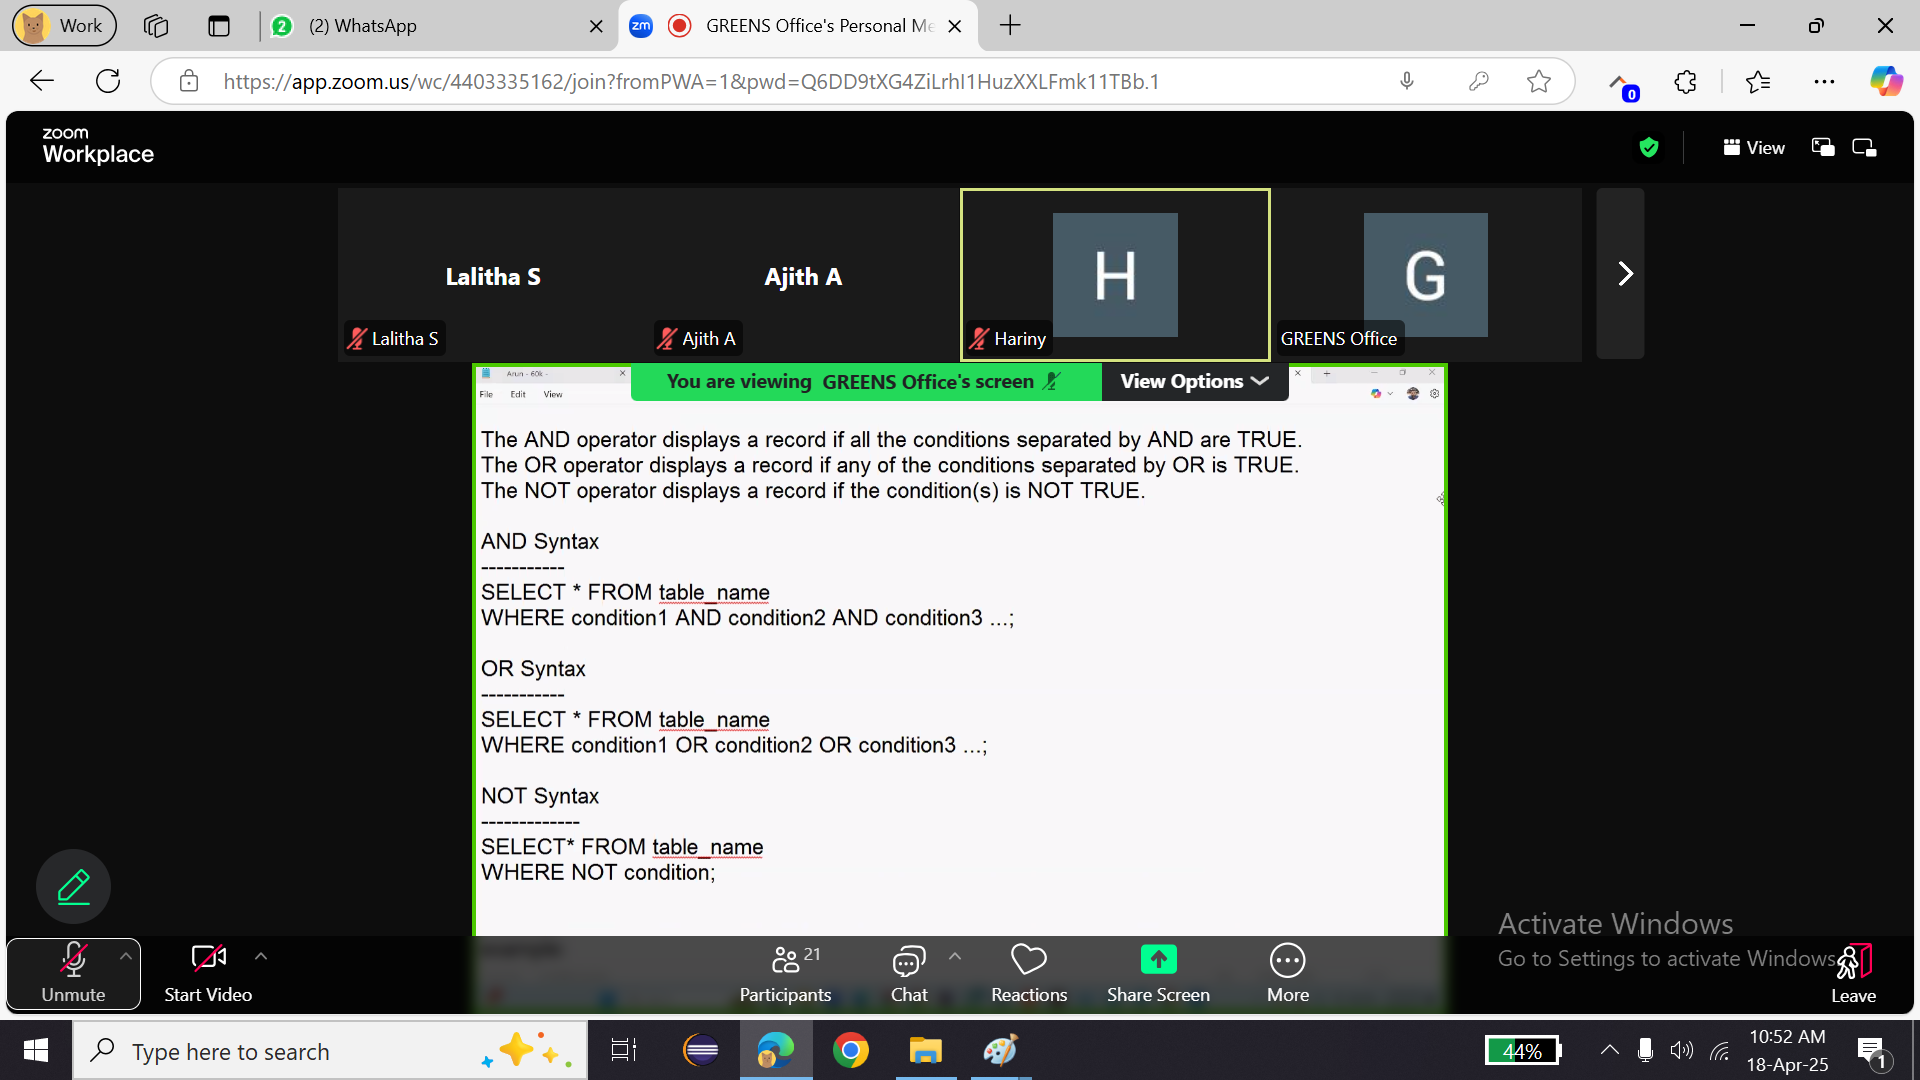 Work
(2) WhatsApp
zm
GREENS Office's Personal Me
https://app.zoom.us/wc/4403335162/join?fromPWA=1&pwd=Q6DD9tXG4ZiLrhI1HuzXXLFmk11TBb.1
0
zoom
Workplace
View
Lalitha S
Ajith A
H
G
Lalitha S
Ajith A
Hariny
GREENS Office
Arun - 60k -
You are viewing GREENS Office's screen
View Options
File Edit View
The AND operator displays a record if all the conditions separated by AND are TRUE.
The OR operator displays a record if any of the conditions separated by OR is TRUE.
The NOT operator displays a record if the condition(s) is NOT TRUE.
AND Syntax
-----------
SELECT * FROM table_name
WHERE condition1 AND condition2 AND condition3 ...;
OR Syntax
-----------
SELECT * FROM table_name
WHERE condition1 OR condition2 OR condition3 ...;
NOT Syntax
-------------
SELECT* FROM table_name
WHERE NOT condition;
Activate Windows
Go to Settings to activate Windows.
21
Unmute
Start Video
Participants
Chat
Reactions
Share Screen
More
Leave
Type here to search
44%
10:52 AM
18-Apr-25
1